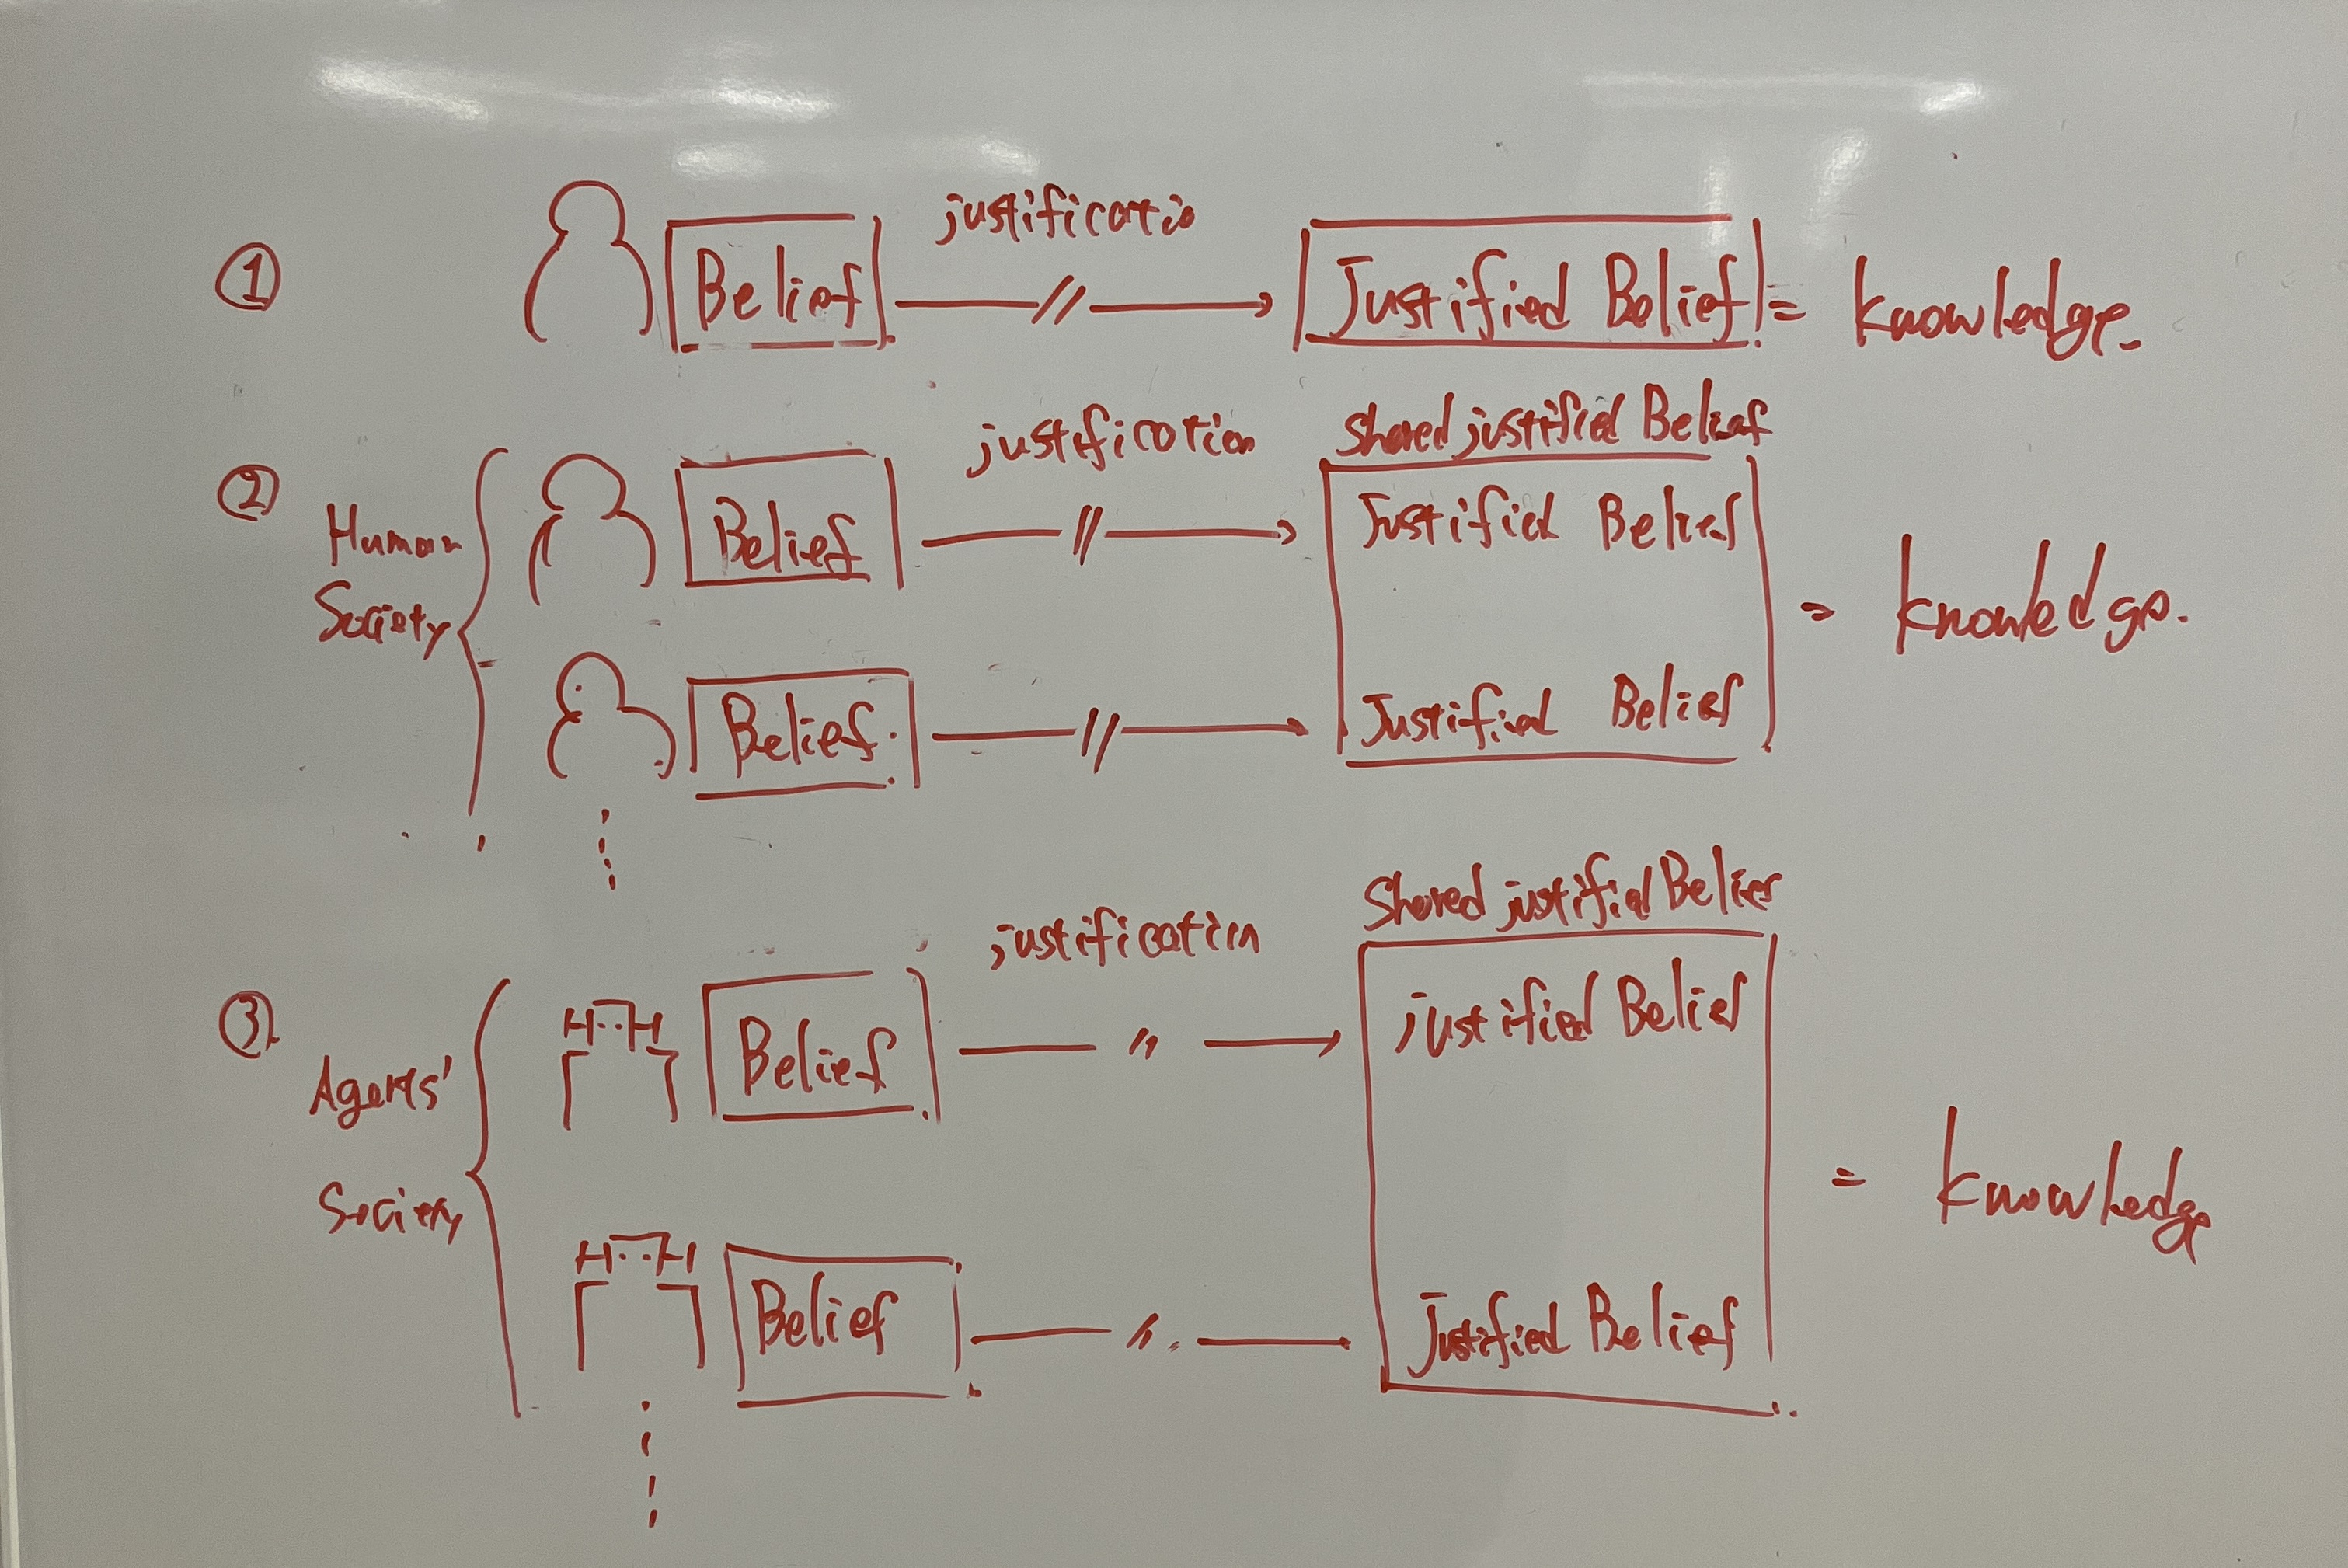 ① Belief justificatio Justified Belief = knowledge.
② Human Society
Belief justification Shared justified Belief
Justified Belief
= knowledge.
Belief. Justified Belief
③. Agents' Society
Belief justification Shared justified Belief
justified Belief
= knowledge
Belief Justified Belief